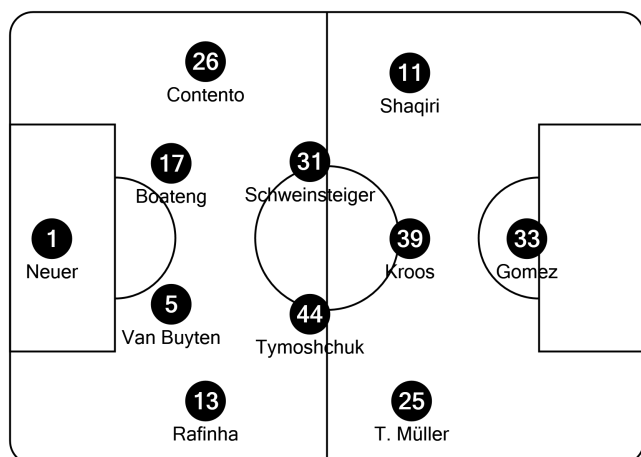 26
Contento
11
Shaqiri
17
Boateng
31
Schweinsteiger
1
Neuer
39
Kroos
33
Gomez
5
Van Buyten
44
Tymoshchuk
13
Rafinha
25
T. Müller